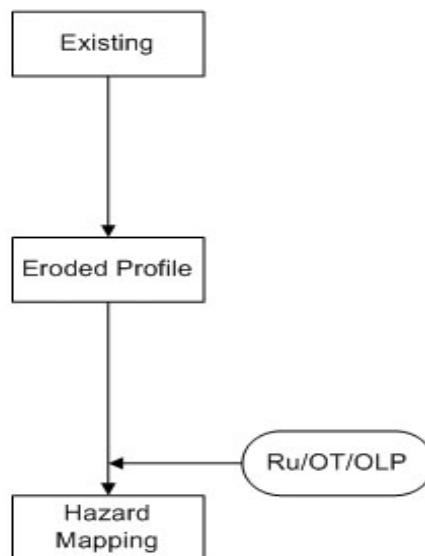 Existing
Eroded Profile
Ru/OT/OLP
Hazard
Mapping